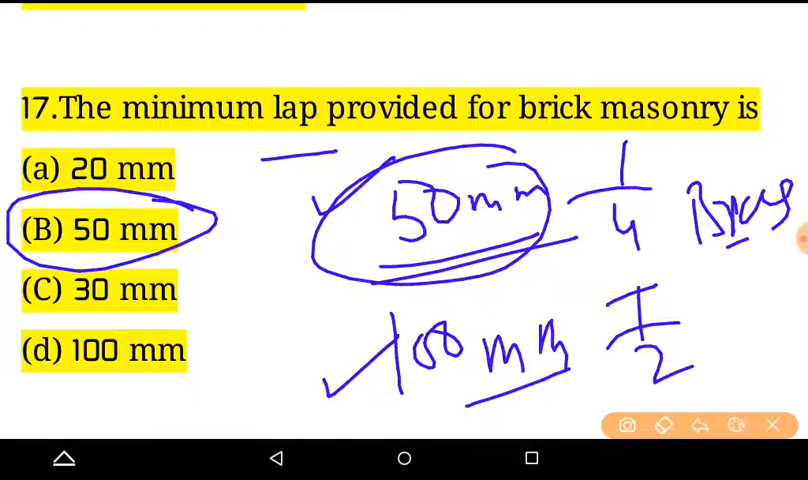 17.The minimum lap provided for brick masonry is
(a) 20 mm
(B) 50 mm
(C) 30 mm
(d) 100 mm
50mm 1/4 Bricks
100 mm 1/2